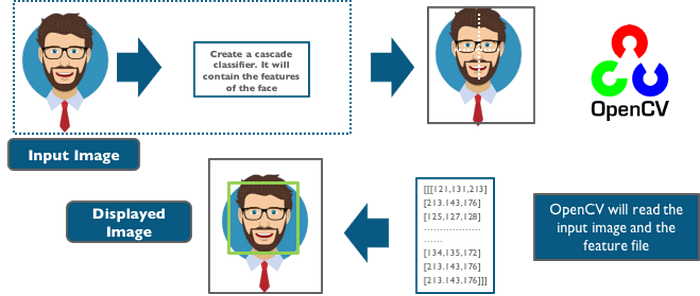 Create a cascade
classifier. It will
contain the features
of the face
OpenCV
Input Image
Displayed
Image
[[[121,131,213]
[213.143,176]
[125,127,128]
...................
......
[134,135,172]
[213.143,176]
[213.143,176]]]
OpenCV will read the
input image and the
feature file